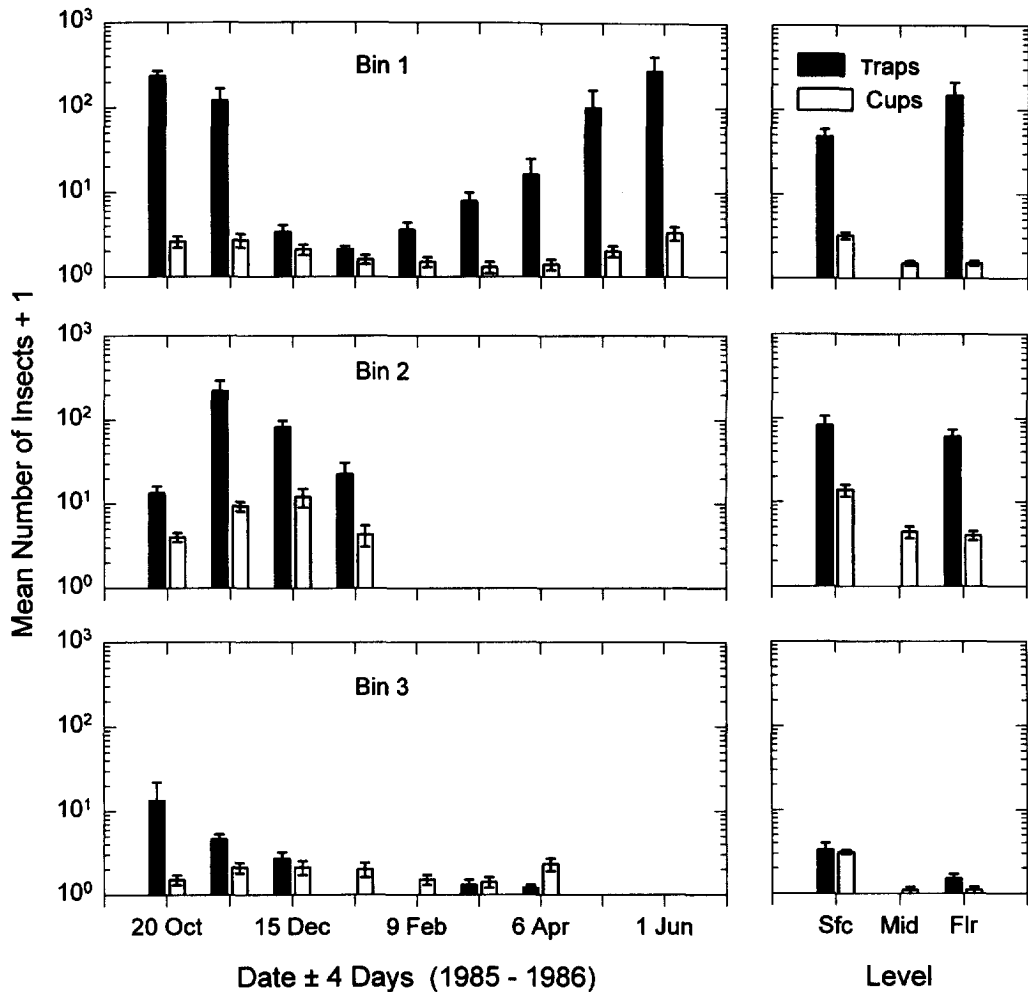 Mean Number of Insects + 1
10³
10²
10¹
10⁰
Bin 1
Traps
Cups
10³
10²
10¹
10⁰
Bin 2
10³
10²
10¹
10⁰
Bin 3
20 Oct 15 Dec 9 Feb 6 Apr 1 Jun
Sfc Mid Flr
Date ± 4 Days (1985 - 1986)
Level